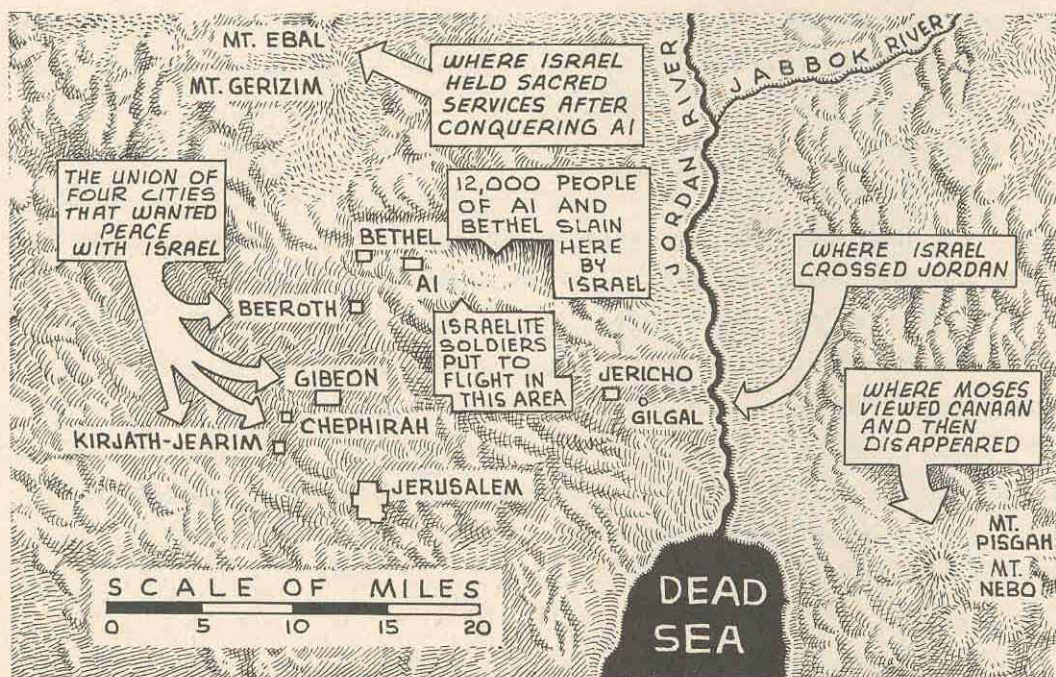 MT. EBAL
MT. GERIZIM
WHERE ISRAEL
HELD SACRED
SERVICES AFTER
CONQUERING AI
JORDAN RIVER
JABBOK RIVER
THE UNION OF
FOUR CITIES
THAT WANTED
PEACE
WITH ISRAEL
12,000 PEOPLE
OF AI AND
BETHEL SLAIN
HERE
BY
ISRAEL
BETHEL
AI
WHERE ISRAEL
CROSSED JORDAN
BEEROTH
ISRAELITE
SOLDIERS
PUT TO
FLIGHT IN
THIS AREA
GIBEON
JERICHO
GILGAL
CHEPHIRAH
KIRJATH-JEARIM
WHERE MOSES
VIEWED CANAAN
AND THEN
DISAPPEARED
JERUSALEM
MT.
PISGAH
MT.
NEBO
SCALE OF MILES
0 5 10 15 20
DEAD
SEA